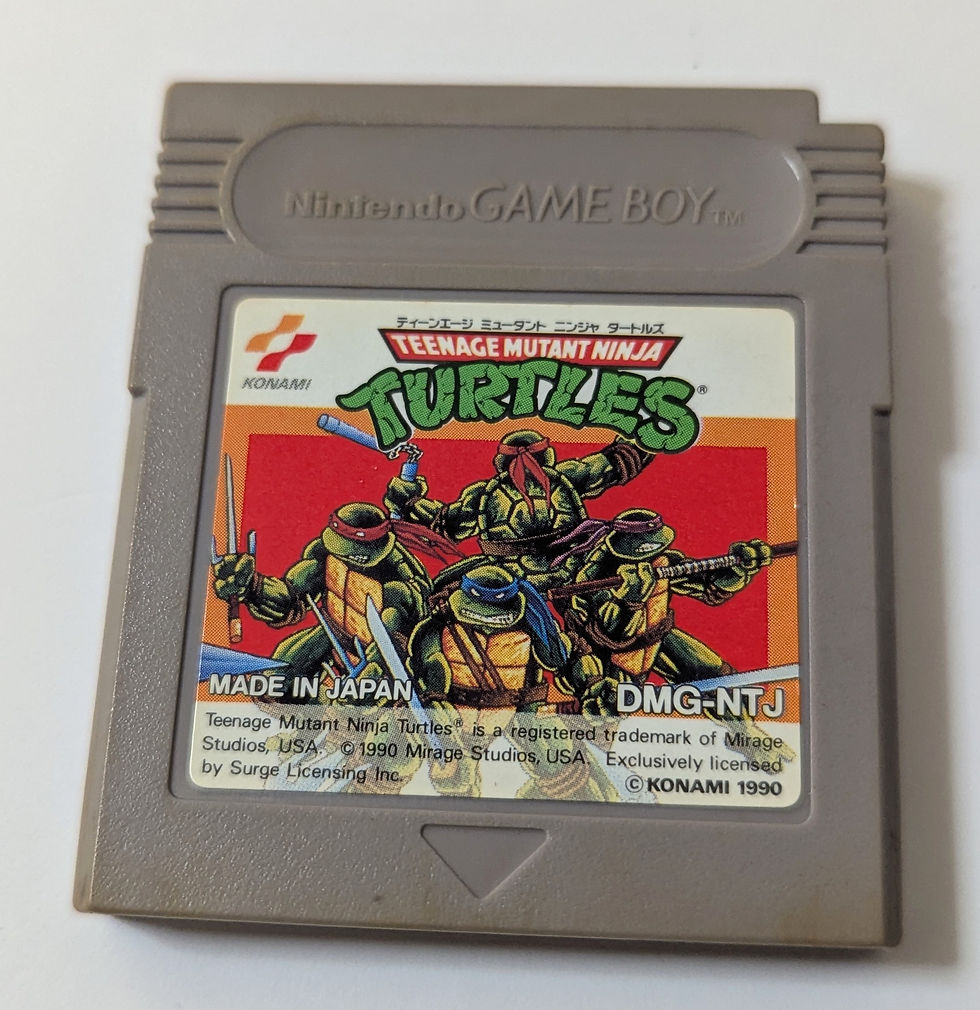 Nintendo GAME BOY TM
ティーンエージ ミュータント ニンジャ タートルズ
TEENAGE MUTANT NINJA
TURTLES®
KONAMI
MADE IN JAPAN
DMG-NTJ
Teenage Mutant Ninja Turtles® is a registered trademark of Mirage
Studios, USA. ©1990 Mirage Studios, USA. Exclusively licensed
by Surge Licensing Inc.
©KONAMI 1990